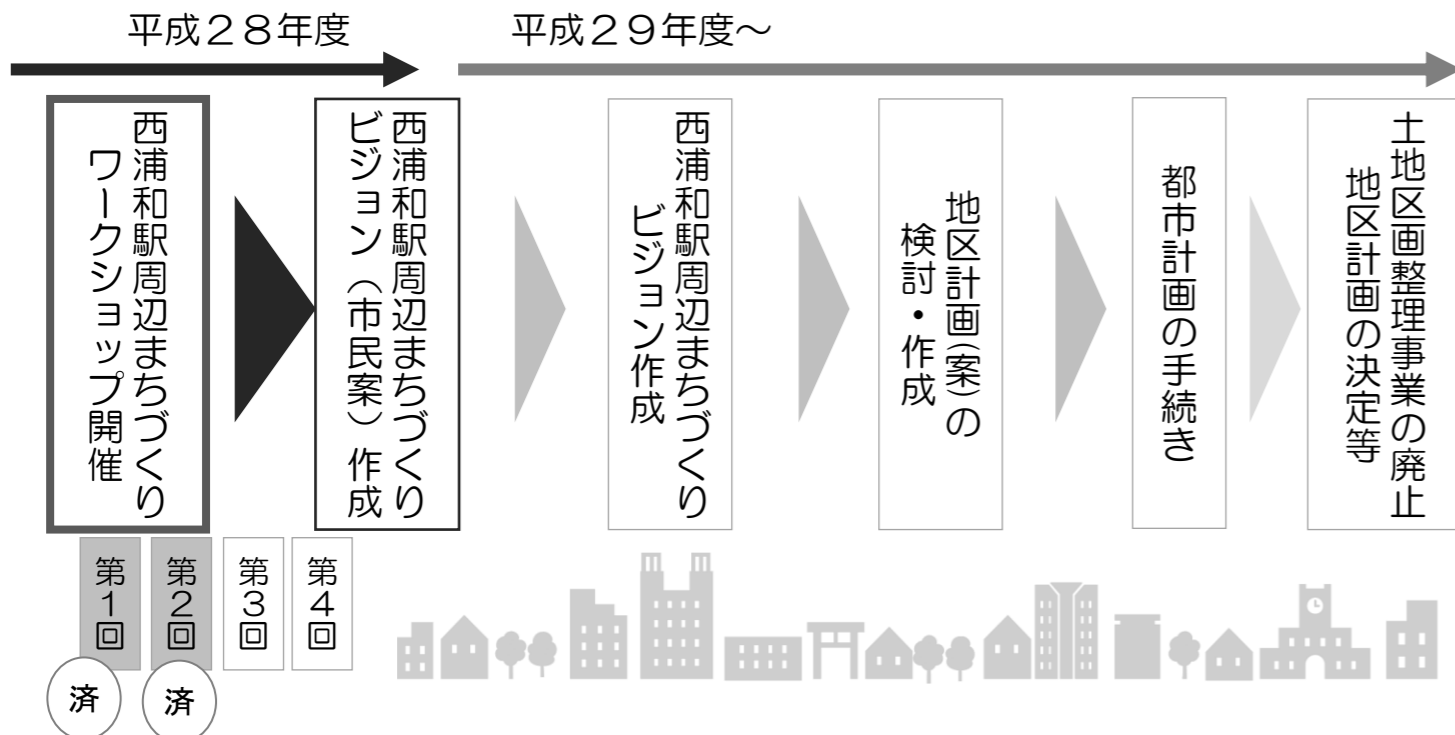 平成２８年度
平成２９年度～
西浦和駅周辺まちづくり
ワークショップ開催
西浦和駅周辺まちづくり
ビジョン（市民案）作成
西浦和駅周辺まちづくり
ビジョン作成
地区計画（案）の
検討・作成
都市計画の手続き
土地区画整理事業の廃止
地区計画の決定等
第１回
第２回
第３回
第４回
済
済